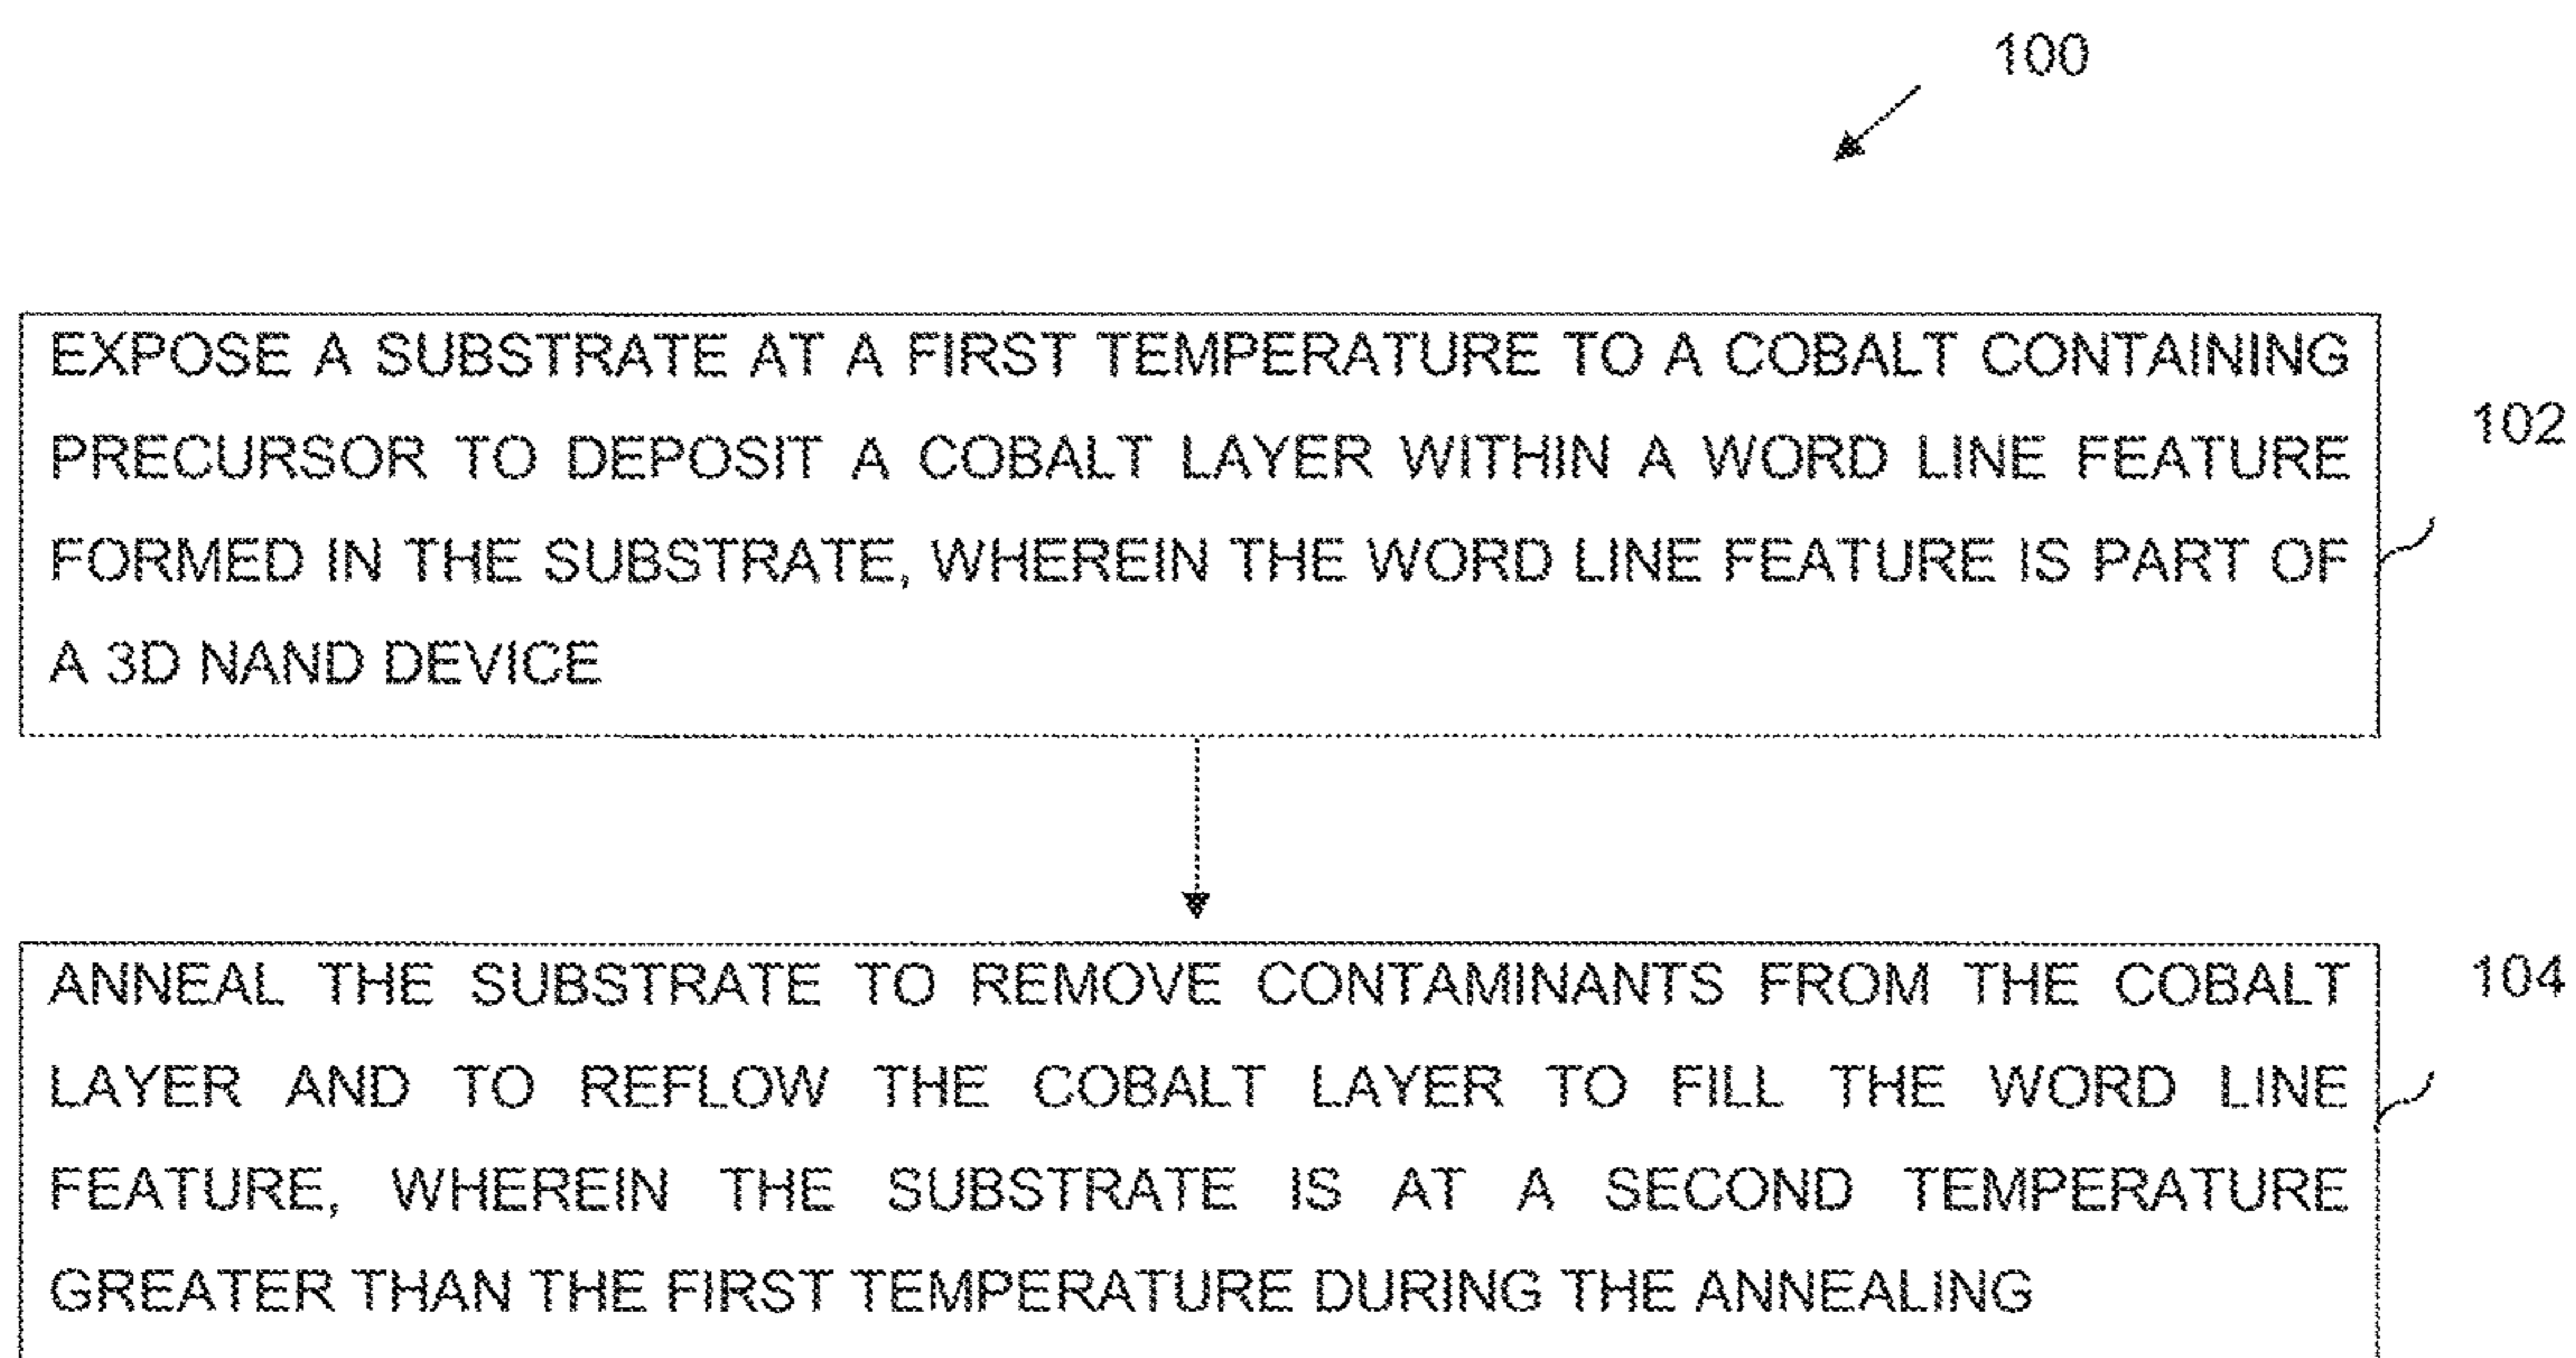 100
EXPOSE A SUBSTRATE AT A FIRST TEMPERATURE TO A COBALT CONTAINING
PRECURSOR TO DEPOSIT A COBALT LAYER WITHIN A WORD LINE FEATURE
FORMED IN THE SUBSTRATE, WHEREIN THE WORD LINE FEATURE IS PART OF
A 3D NAND DEVICE
102
ANNEAL THE SUBSTRATE TO REMOVE CONTAMINANTS FROM THE COBALT
LAYER AND TO REFLOW THE COBALT LAYER TO FILL THE WORD LINE
FEATURE, WHEREIN THE SUBSTRATE IS AT A SECOND TEMPERATURE
GREATER THAN THE FIRST TEMPERATURE DURING THE ANNEALING
104